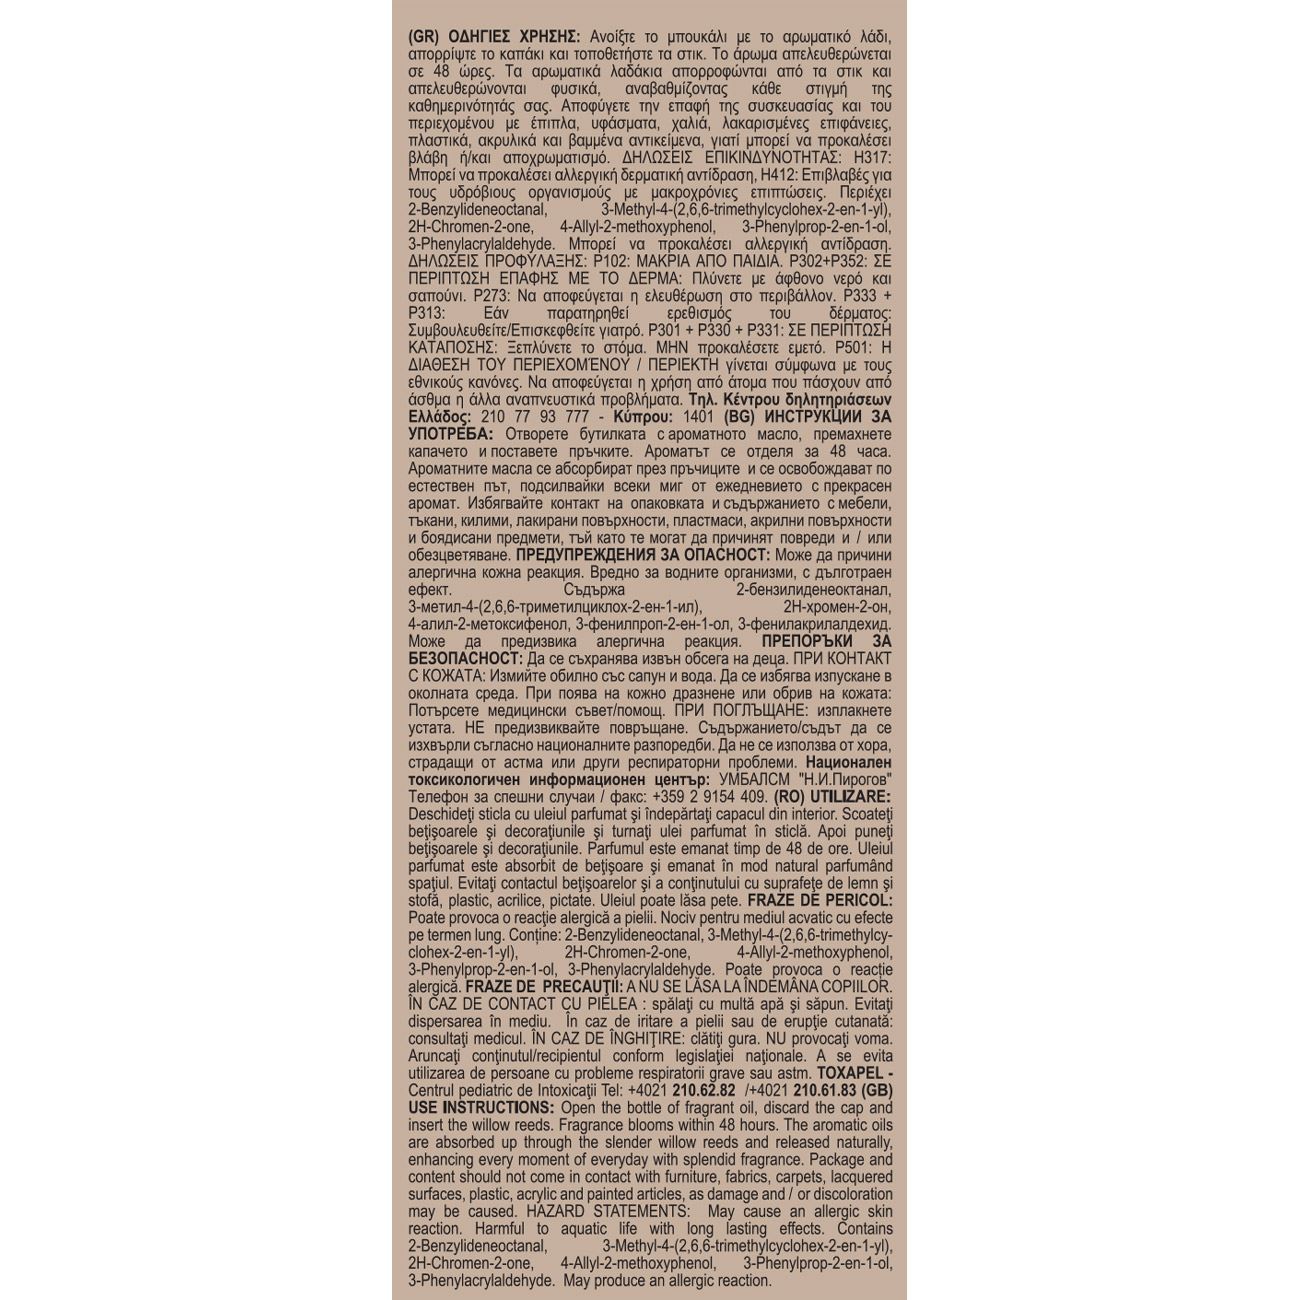 (GR) ΟΔΗΓΙΕΣ ΧΡΗΣΗΣ: Ανοίξτε το μπουκάλι με το αρωματικό λάδι,
απορρίψτε το καπάκι και τοποθετήστε τα στικ. Το άρωμα απελευθερώνεται
σε 48 ώρες. Τα αρωματικά λαδάκια απορροφώνται από τα στικ και
απελευθερώνονται φυσικά, αναβαθμίζοντας κάθε στιγμή της
καθημερινότητάς σας. Αποφύγετε την επαφή της συσκευασίας και του
περιεχομένου με έπιπλα, υφάσματα, χαλιά, λακαρισμένες επιφάνειες,
πλαστικά, ακρυλικά και βαμμένα αντικείμενα, γιατί μπορεί να προκαλέσει
βλάβη ή/και αποχρωματισμό. ΔΗΛΩΣΕΙΣ ΕΠΙΚΙΝΔΥΝΟΤΗΤΑΣ: H317:
Μπορεί να προκαλέσει αλλεργική δερματική αντίδραση, H412: Επιβλαβές για
τους υδρόβιους οργανισμούς με μακροχρόνιες επιπτώσεις. Περιέχει
2-Benzylideneoctanal, 3-Methyl-4-(2,6,6-trimethylcyclohex-2-en-1-yl),
2H-Chromen-2-one, 4-Allyl-2-methoxyphenol, 3-Phenylprop-2-en-1-ol,
3-Phenylacrylaldehyde. Μπορεί να προκαλέσει αλλεργική αντίδραση.
ΔΗΛΩΣΕΙΣ ΠΡΟΦΥΛΑΞΗΣ: P102: ΜΑΚΡΙΑ ΑΠΟ ΠΑΙΔΙΑ. P302+P352: ΣΕ
ΠΕΡΙΠΤΩΣΗ ΕΠΑΦΗΣ ΜΕ ΤΟ ΔΕΡΜΑ: Πλύνετε με άφθονο νερό και
σαπούνι. P273: Να αποφεύγεται η ελευθέρωση στο περιβάλλον. P333 +
P313: Εάν παρατηρηθεί ερεθισμός του δέρματος:
Συμβουλευθείτε/Επισκεφθείτε γιατρό. P301 + P330 + P331: ΣΕ ΠΕΡΙΠΤΩΣΗ
ΚΑΤΑΠΟΣΗΣ: Ξεπλύνετε το στόμα. ΜΗΝ προκαλέσετε εμετό. P501: Η
ΔΙΑΘΕΣΗ ΤΟΥ ΠΕΡΙΕΧΟΜΈΝΟΥ / ΠΕΡΙΕΚΤΗ γίνεται σύμφωνα με τους
εθνικούς κανόνες. Να αποφεύγεται η χρήση από άτομα που πάσχουν από
άσθμα η άλλα αναπνευστικά προβλήματα. Τηλ. Κέντρου δηλητηριάσεων
Ελλάδος: 210 77 93 777 - Κύπρου: 1401 (BG) ИНСТРУКЦИИ ЗА
УПОТРЕБА: Отворете бутилката с ароматното масло, премахнете
капачето и поставете пръчките. Ароматът се отделя за 48 часа.
Ароматните масла се абсорбират през пръчиците и се освобождават по
естествен път, подсилвайки всеки миг от ежедневието с прекрасен
аромат. Избягвайте контакт на опаковката и съдържанието с мебели,
тъкани, килими, лакирани повърхности, пластмаси, акрилни повърхности
и боядисани предмети, тъй като те могат да причинят повреди и / или
обезцветяване. ПРЕДУПРЕЖДЕНИЯ ЗА ОПАСНОСТ: Може да причини
алергична кожна реакция. Вредно за водните организми, с дълготраен
ефект. Съдържа 2-бензилиденеоктанал,
3-метил-4-(2,6,6-триметилциклох-2-ен-1-ил), 2H-хромен-2-он,
4-алил-2-метоксифенол, 3-фенилпроп-2-ен-1-ол, 3-фенилакрилалдехид.
Може да предизвика алергична реакция. ПРЕПОРЪКИ ЗА
БЕЗОПАСНОСТ: Да се съхранява извън обсега на деца. ПРИ КОНТАКТ
С КОЖАТА: Измийте обилно със сапун и вода. Да се избягва изпускане в
околната среда. При поява на кожно дразнене или обрив на кожата:
Потърсете медицински съвет/помощ. ПРИ ПОГЛЪЩАНЕ: изплакнете
устата. НЕ предизвиквайте повръщане. Съдържанието/съдът да се
изхвърли съгласно националните разпоредби. Да не се използва от хора,
страдащи от астма или други респираторни проблеми. Национален
токсикологичен информационен център: УМБАЛСМ "Н.И.Пирогов"
Телефон за спешни случаи / факс: +359 2 9154 409. (RO) UTILIZARE:
Deschideţi sticla cu uleiul parfumat şi îndepărtaţi capacul din interior. Scoateţi
beţişoarele şi decoraţiunile şi turnaţi ulei parfumat în sticlă. Apoi puneţi
beţişoarele şi decoraţiunile. Parfumul este emanat timp de 48 de ore. Uleiul
parfumat este absorbit de beţişoare şi emanat în mod natural parfumând
spaţiul. Evitaţi contactul beţişoarelor şi a conţinutului cu suprafeţe de lemn şi
stofă, plastic, acrilice, pictate. Uleiul poate lăsa pete. FRAZE DE PERICOL:
Poate provoca o reacţie alergică a pielii. Nociv pentru mediul acvatic cu efecte
pe termen lung. Conţine: 2-Benzylideneoctanal, 3-Methyl-4-(2,6,6-trimethylcy-
clohex-2-en-1-yl), 2H-Chromen-2-one, 4-Allyl-2-methoxyphenol,
3-Phenylprop-2-en-1-ol, 3-Phenylacrylaldehyde. Poate provoca o reacţie
alergică. FRAZE DE PRECAUŢII: A NU SE LĂSA LA ÎNDEMÂNA COPIILOR.
ÎN CAZ DE CONTACT CU PIELEA : spălaţi cu multă apă şi săpun. Evitaţi
dispersarea în mediu. În caz de iritare a pielii sau de erupţie cutanată:
consultaţi medicul. ÎN CAZ DE ÎNGHIŢIRE: clătiţi gura. NU provocaţi voma.
Aruncaţi conţinutul/recipientul conform legislaţiei naţionale. A se evita
utilizarea de persoane cu probleme respiratorii grave sau astm. TOXAPEL -
Centrul pediatric de Intoxicaţii Tel: +4021 210.62.82 /+4021 210.61.83 (GB)
USE INSTRUCTIONS: Open the bottle of fragrant oil, discard the cap and
insert the willow reeds. Fragrance blooms within 48 hours. The aromatic oils
are absorbed up through the slender willow reeds and released naturally,
enhancing every moment of everyday with splendid fragrance. Package and
content should not come in contact with furniture, fabrics, carpets, lacquered
surfaces, plastic, acrylic and painted articles, as damage and / or discoloration
may be caused. HAZARD STATEMENTS: May cause an allergic skin
reaction. Harmful to aquatic life with long lasting effects. Contains
2-Benzylideneoctanal, 3-Methyl-4-(2,6,6-trimethylcyclohex-2-en-1-yl),
2H-Chromen-2-one, 4-Allyl-2-methoxyphenol, 3-Phenylprop-2-en-1-ol,
3-Phenylacrylaldehyde. May produce an allergic reaction.